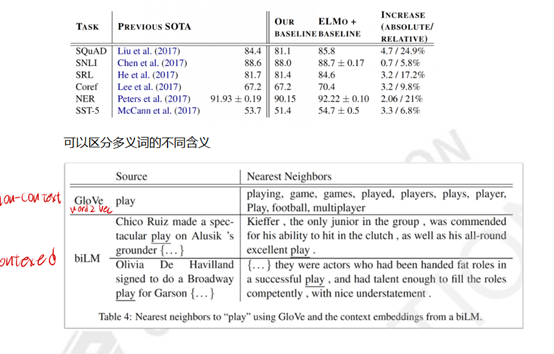 TASK PREVIOUS SOTA OUR BASELINE ELMO + BASELINE INCREASE (ABSOLUTE/ RELATIVE)
SQuAD Liu et al. (2017) 84.4 81.1 85.8 4.7 / 24.9%
SNLI Chen et al. (2017) 88.6 88.0 88.7 ± 0.17 0.7 / 5.8%
SRL He et al. (2017) 81.7 81.4 84.6 3.2 / 17.2%
Coref Lee et al. (2017) 67.2 67.2 70.4 3.2 / 9.8%
NER Peters et al. (2017) 91.93 ± 0.19 90.15 92.22 ± 0.10 2.06 / 21%
SST-5 McCann et al. (2017) 53.7 51.4 54.7 ± 0.5 3.3 / 6.8%
可以区分多义词的不同含义
Source Nearest Neighbors
on-context
GloVe play playing, game, games, played, players, plays, player,
word2vec Play, football, multiplayer
ontexed
biLM
Chico Ruiz made a spec-
tacular play on Alusik 's
grounder {...}
Kieffer , the only junior in the group , was commended
for his ability to hit in the clutch , as well as his all-round
excellent play .
Olivia De Havilland
signed to do a Broadway
play for Garson {...}
{...} they were actors who had been handed fat roles in
a successful play , and had talent enough to fill the roles
competently , with nice understatement .
Table 4: Nearest neighbors to "play" using GloVe and the context embeddings from a biLM.